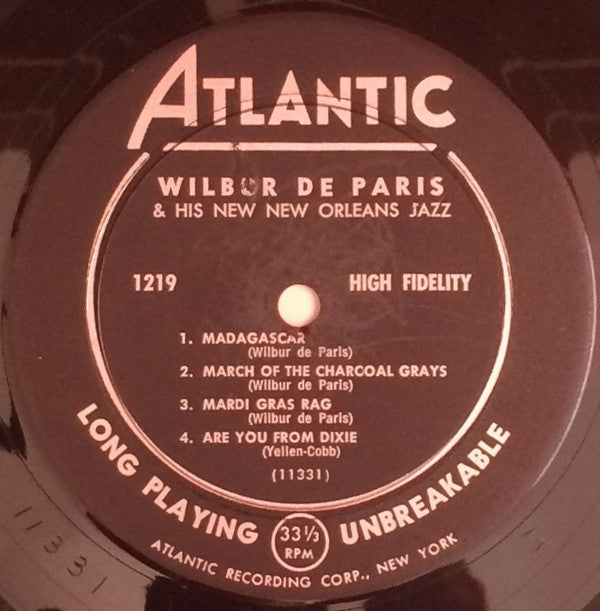 ATLANTIC
WILBUR DE PARIS
& HIS NEW NEW ORLEANS JAZZ
1219 HIGH FIDELITY
1. MADAGASCAR
(Wilbur de Paris)
2. MARCH OF THE CHARCOAL GRAYS
(Wilbur de Paris)
3. MARDI GRAS RAG
(Wilbur de Paris)
4. ARE YOU FROM DIXIE
(Yellen-Cobb)
(11331)
LONG PLAYING 33⅓ RPM UNBREAKABLE
ATLANTIC RECORDING CORP., NEW YORK
11331